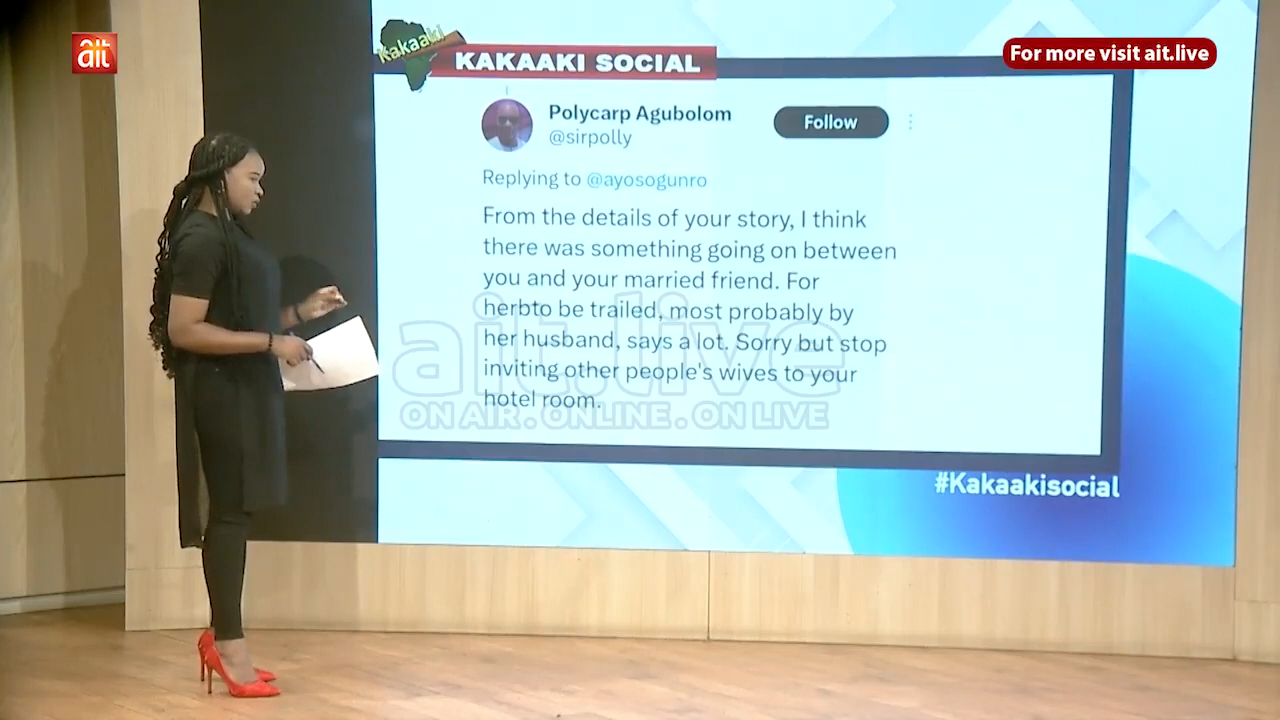 ait
Kakaaki
KAKAAKI SOCIAL
For more visit ait.live
Polycarp Agubolom
@sirpolly
Follow
Replying to @ayosogunro
From the details of your story, I think
there was something going on between
you and your married friend. For
herbto be trailed, most probably by
her husband, says a lot. Sorry but stop
inviting other people's wives to your
hotel room.
ait.live
ON AIR . ONLINE . ON LIVE
#Kakaakisocial